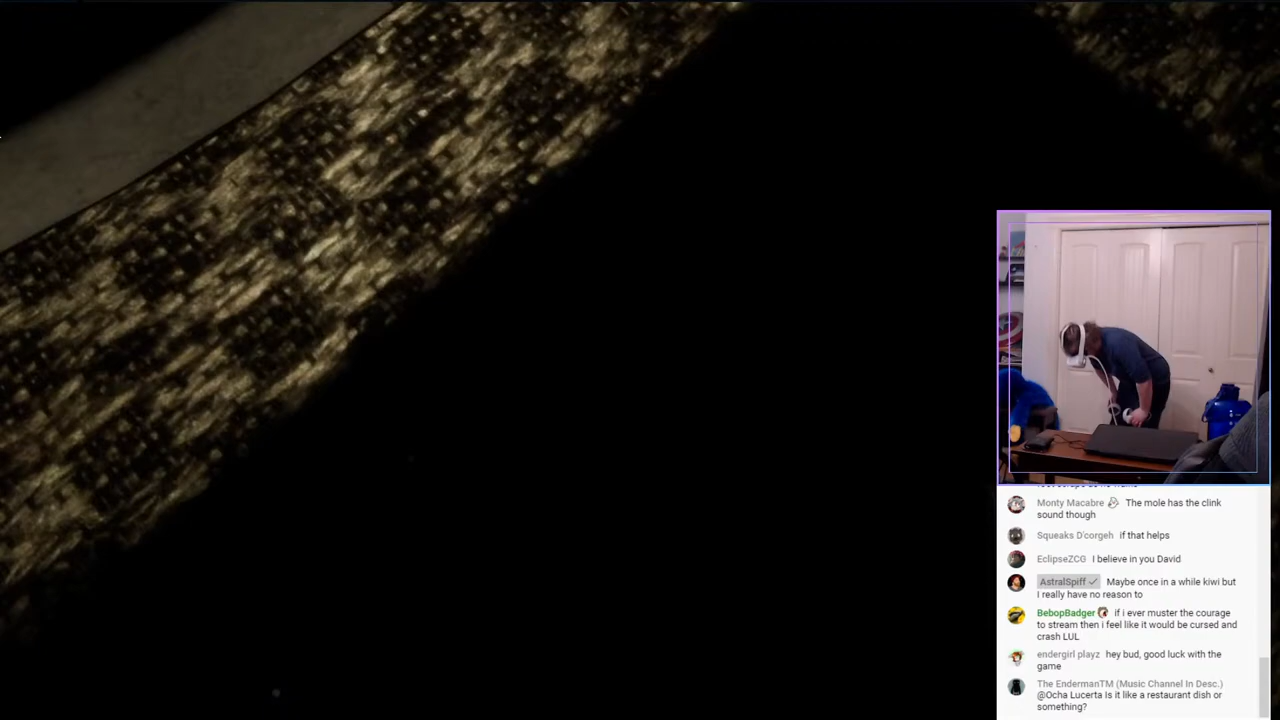 Monty Macabre The mole has the clink
sound though
Squeaks D'corgeh if that helps
EclipseZCG I believe in you David
AstralSpiff Maybe once in a while kiwi but
I really have no reason to
BebopBadger if i ever muster the courage
to stream then i feel like it would be cursed and
crash LUL
endergirl playz hey bud, good luck with the
game
The EndermanTM (Music Channel In Desc.)
@Ocha Lucerta Is it like a restaurant dish or
something?